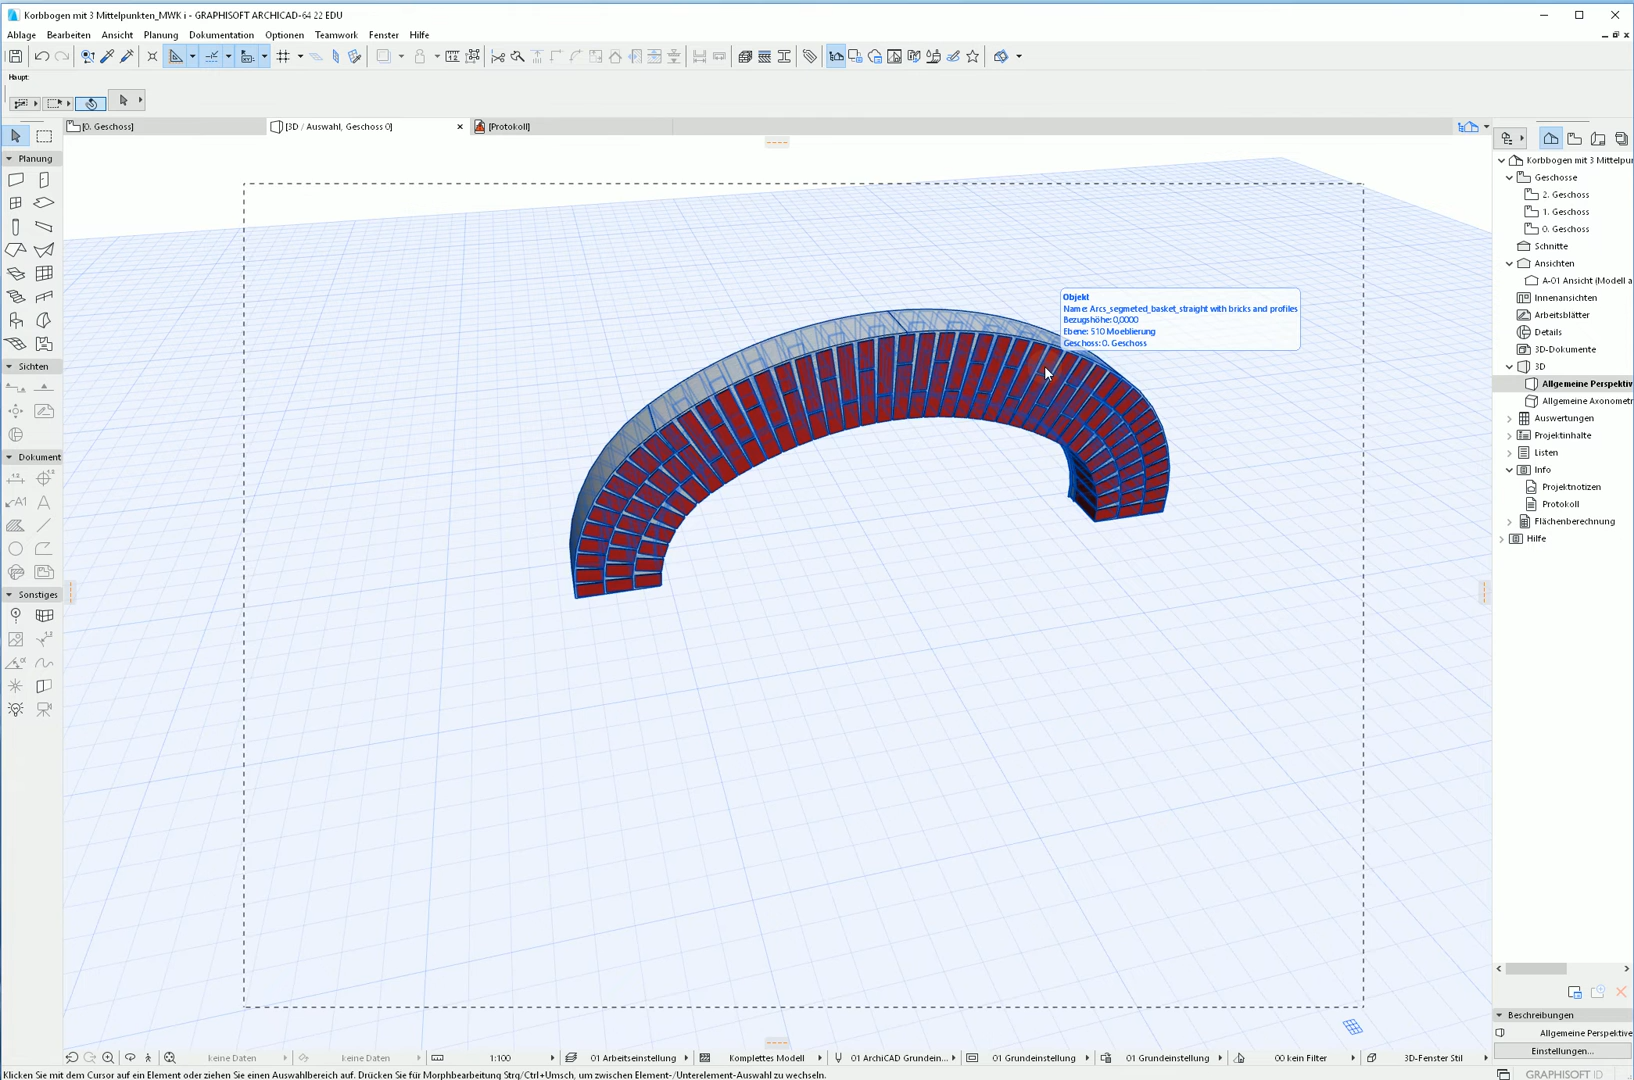 Korbbogen mit 3 Mittelpunkten_MWK i - GRAPHISOFT ARCHICAD-64 22 EDU
Ablage Bearbeiten Ansicht Planung Dokumentation Optionen Teamwork Fenster Hilfe
Haupt:
[0. Geschoss]
[3D / Auswahl, Geschoss 0]
[Protokoll]
Planung
Sichten
Dokument
A1 A
Sonstiges
Objekt
Name: Arcs_segmeted_basket_straight with bricks and profiles
Bezugshöhe: 0,0000
Ebene: 510 Moeblierung
Geschoss: 0. Geschoss
Korbbogen mit 3 Mittelpu
Geschosse
2. Geschoss
1. Geschoss
0. Geschoss
Schnitte
Ansichten
A-01 Ansicht (Modell a
Innenansichten
Arbeitsblätter
Details
3D-Dokumente
3D
Allgemeine Perspektiv
Allgemeine Axonomet
Auswertungen
Projektinhalte
Listen
Info
Projektnotizen
Protokoll
Flächenberechnung
Hilfe
Beschreibungen
Allgemeine Perspektive
Einstellungen...
keine Daten keine Daten 1:100 01 Arbeitseinstellung Komplettes Modell 01 ArchiCAD Grundein... 01 Grundeinstellung 01 Grundeinstellung 00 kein Filter 3D-Fenster Stil
Klicken Sie mit dem Cursor auf ein Element oder ziehen Sie einen Auswahlbereich auf. Drücken Sie für Morphbearbeitung Strg/Ctrl+Umsch, um zwischen Element-/Unterelement-Auswahl zu wechseln.
GRAPHISOFT ID